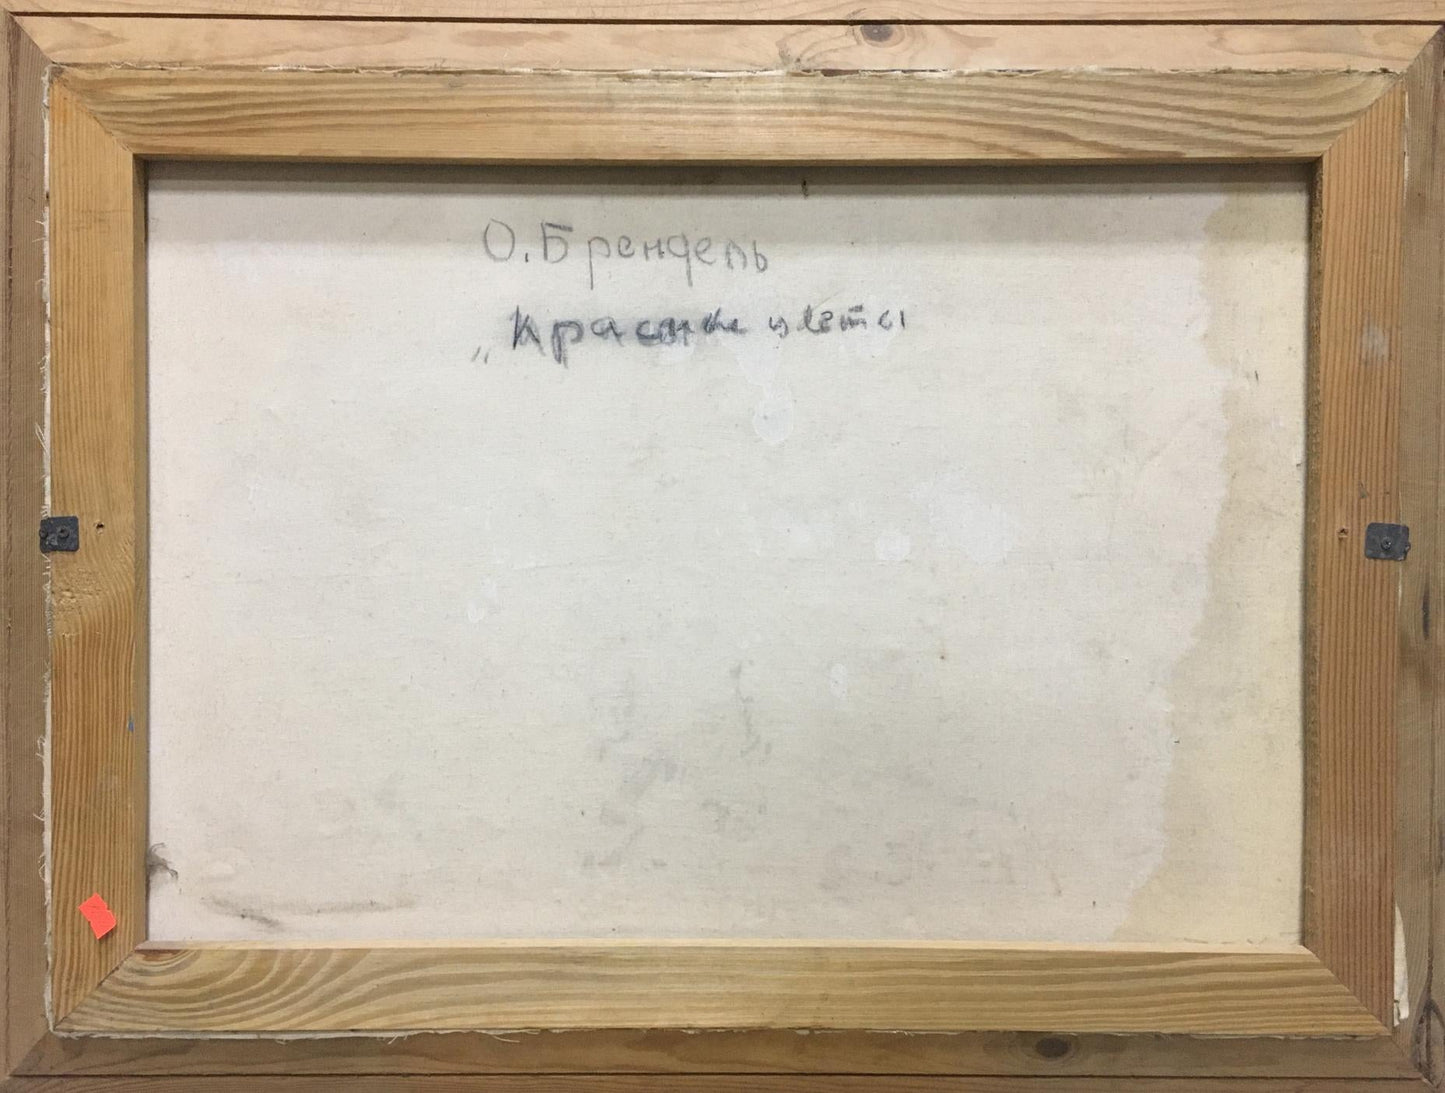 О. Брендель
„Красные цветы